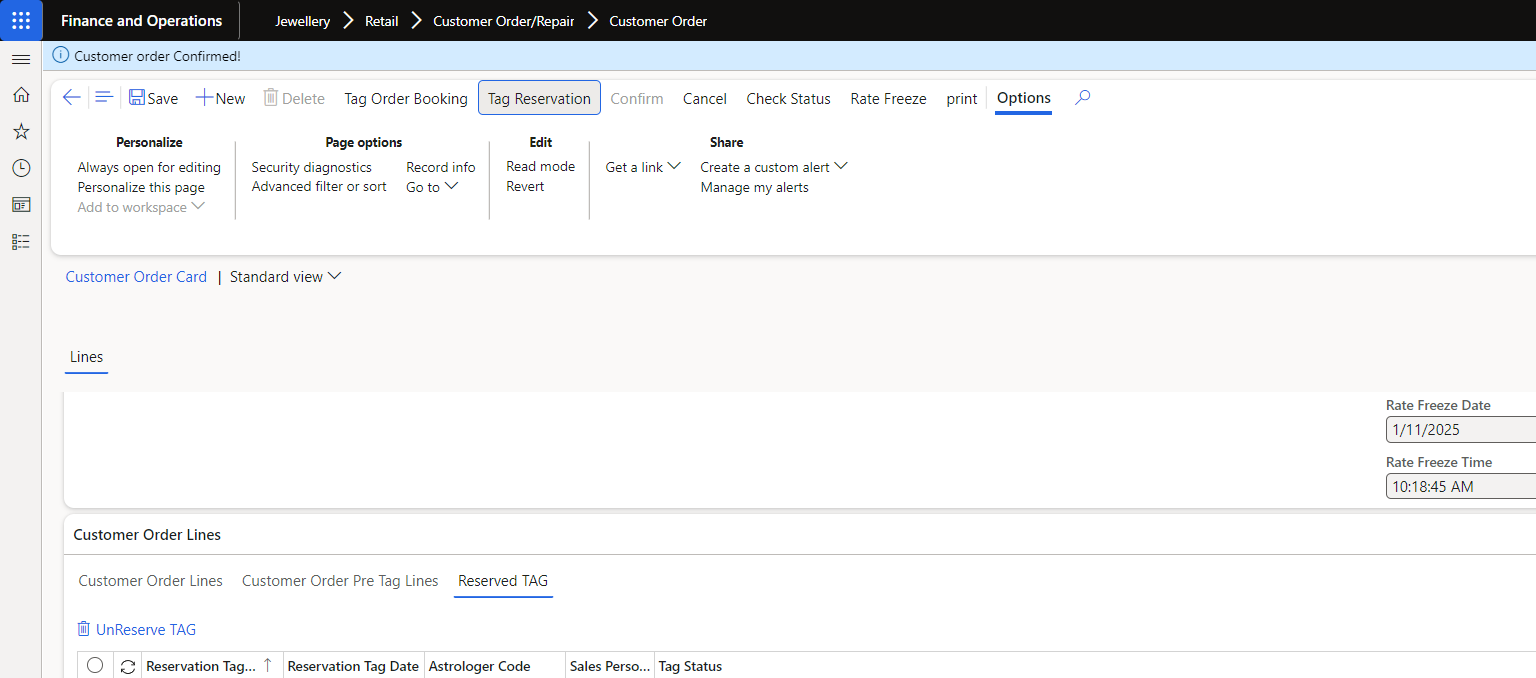 Finance and Operations Jewellery Retail Customer Order/Repair Customer Order
Customer order Confirmed!
Save New Delete Tag Order Booking Tag Reservation Confirm Cancel Check Status Rate Freeze print Options
Personalize
Always open for editing
Personalize this page
Add to workspace
Page options
Security diagnostics
Advanced filter or sort
Record info
Go to
Edit
Read mode
Revert
Get a link
Share
Create a custom alert
Manage my alerts
Customer Order Card | Standard view
Lines
Rate Freeze Date
1/11/2025
Rate Freeze Time
10:18:45 AM
Customer Order Lines
Customer Order Lines Customer Order Pre Tag Lines Reserved TAG
UnReserve TAG
Reservation Tag... Reservation Tag Date Astrologer Code Sales Perso... Tag Status